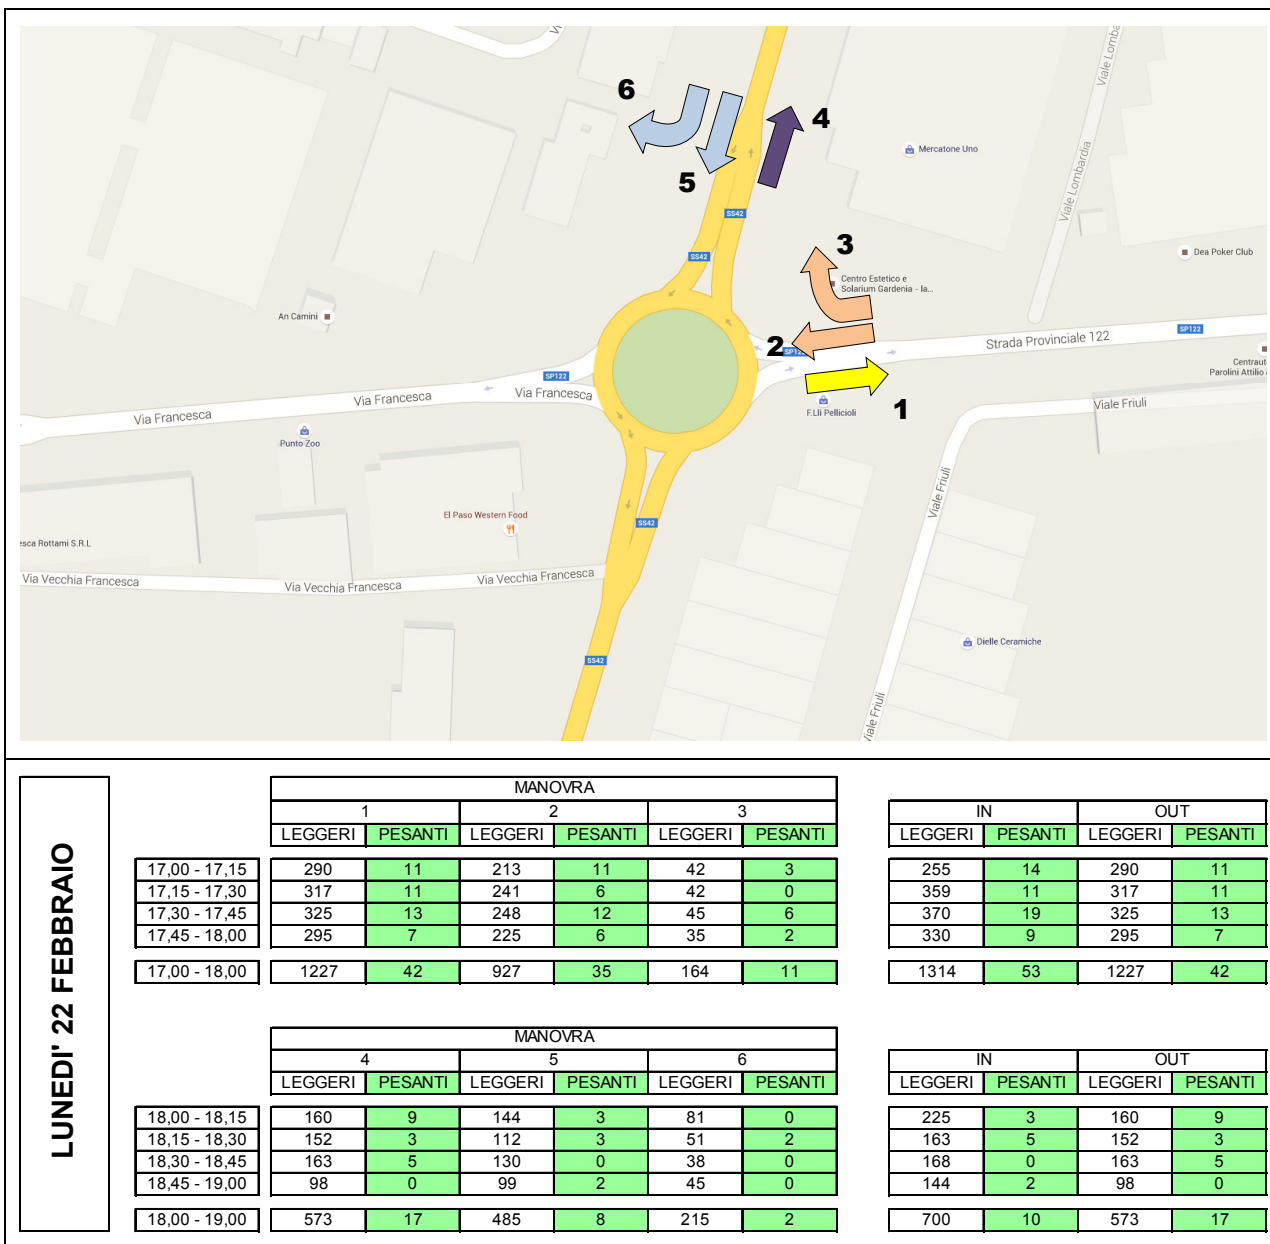 6
4
5
3
2
1
Viale Lombardia
Mercatone Uno
Viale Lombardia
SS42
Dea Poker Club
SS42
Centro Estetico e
Solarium Gardenia - la...
An Camini
SP122
Strada Provinciale 122
SP122
Via Francesca
Via Francesca
Via Francesca
F.Lli Pellicioli
Parolini Attilio
Viale Friuli
Punto Zoo
Viale Friuli
El Paso Western Food
SS42
esca Rottami S.R.L
Via Vecchia Francesca
Via Vecchia Francesca
Via Vecchia Francesca
Dielle Ceramiche
SS42
Viale Friuli
LUNEDI' 22 FEBBRAIO
MANOVRA
1 2 3 IN OUT
LEGGERI PESANTI LEGGERI PESANTI LEGGERI PESANTI LEGGERI PESANTI LEGGERI PESANTI
17,00 - 17,15 290 11 213 11 42 3 255 14 290 11
17,15 - 17,30 317 11 241 6 42 0 359 11 317 11
17,30 - 17,45 325 13 248 12 45 6 370 19 325 13
17,45 - 18,00 295 7 225 6 35 2 330 9 295 7
17,00 - 18,00 1227 42 927 35 164 11 1314 53 1227 42
MANOVRA
4 5 6 IN OUT
LEGGERI PESANTI LEGGERI PESANTI LEGGERI PESANTI LEGGERI PESANTI LEGGERI PESANTI
18,00 - 18,15 160 9 144 3 81 0 225 3 160 9
18,15 - 18,30 152 3 112 3 51 2 163 5 152 3
18,30 - 18,45 163 5 130 0 38 0 168 0 163 5
18,45 - 19,00 98 0 99 2 45 0 144 2 98 0
18,00 - 19,00 573 17 485 8 215 2 700 10 573 17